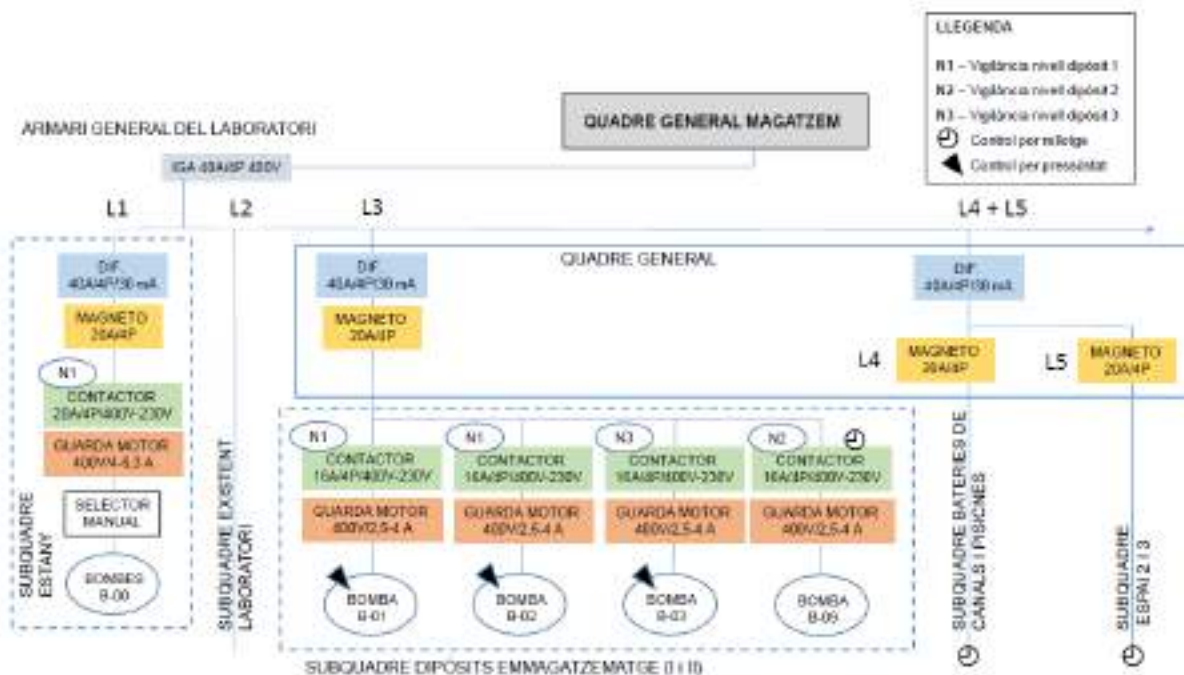 LLEGENDA
N1 – Vigilància nivell dipòsit 1
N2 – Vigilància nivell dipòsit 2
N3 – Vigilància nivell dipòsit 3
Control per rellotge
Control per pressòstat
ARMARI GENERAL DEL LABORATORI
QUADRE GENERAL MAGATZEM
IGA 40A/4P 400V
L1
L2
L3
L4 + L5
QUADRE GENERAL
DIF.
40A/4P/30 mA
DIF.
40A/4P/30 mA
DIF.
40A/4P/30 mA
MAGNETO
20A/4P
MAGNETO
20A/4P
L4
MAGNETO
20A/4P
L5
MAGNETO
20A/4P
N1
CONTACTOR
20A/4P/400V-230V
GUARDA MOTOR
400V/4-6,3 A
SELECTOR
MANUAL
BOMBES
B-00
SUBQUADRE
ESTANY
SUBQUADRE EXISTENT
LABORATORI
N1
CONTACTOR
16A/4P/400V-230V
GUARDA MOTOR
400V/2,5-4 A
BOMBA
B-01
N1
CONTACTOR
16A/4P/400V-230V
GUARDA MOTOR
400V/2,5-4 A
BOMBA
B-02
N3
CONTACTOR
16A/4P/400V-230V
GUARDA MOTOR
400V/2,5-4 A
BOMBA
B-03
N2
CONTACTOR
16A/4P/400V-230V
GUARDA MOTOR
400V/2,5-4 A
BOMBA
SUBQUADRE BATERIES DE
CANALS I PISCINES
SUBQUADRE
ESPAI 2 I 3
SUBQUADRE DIPÒSITS EMMAGATZEMATGE (I i II)